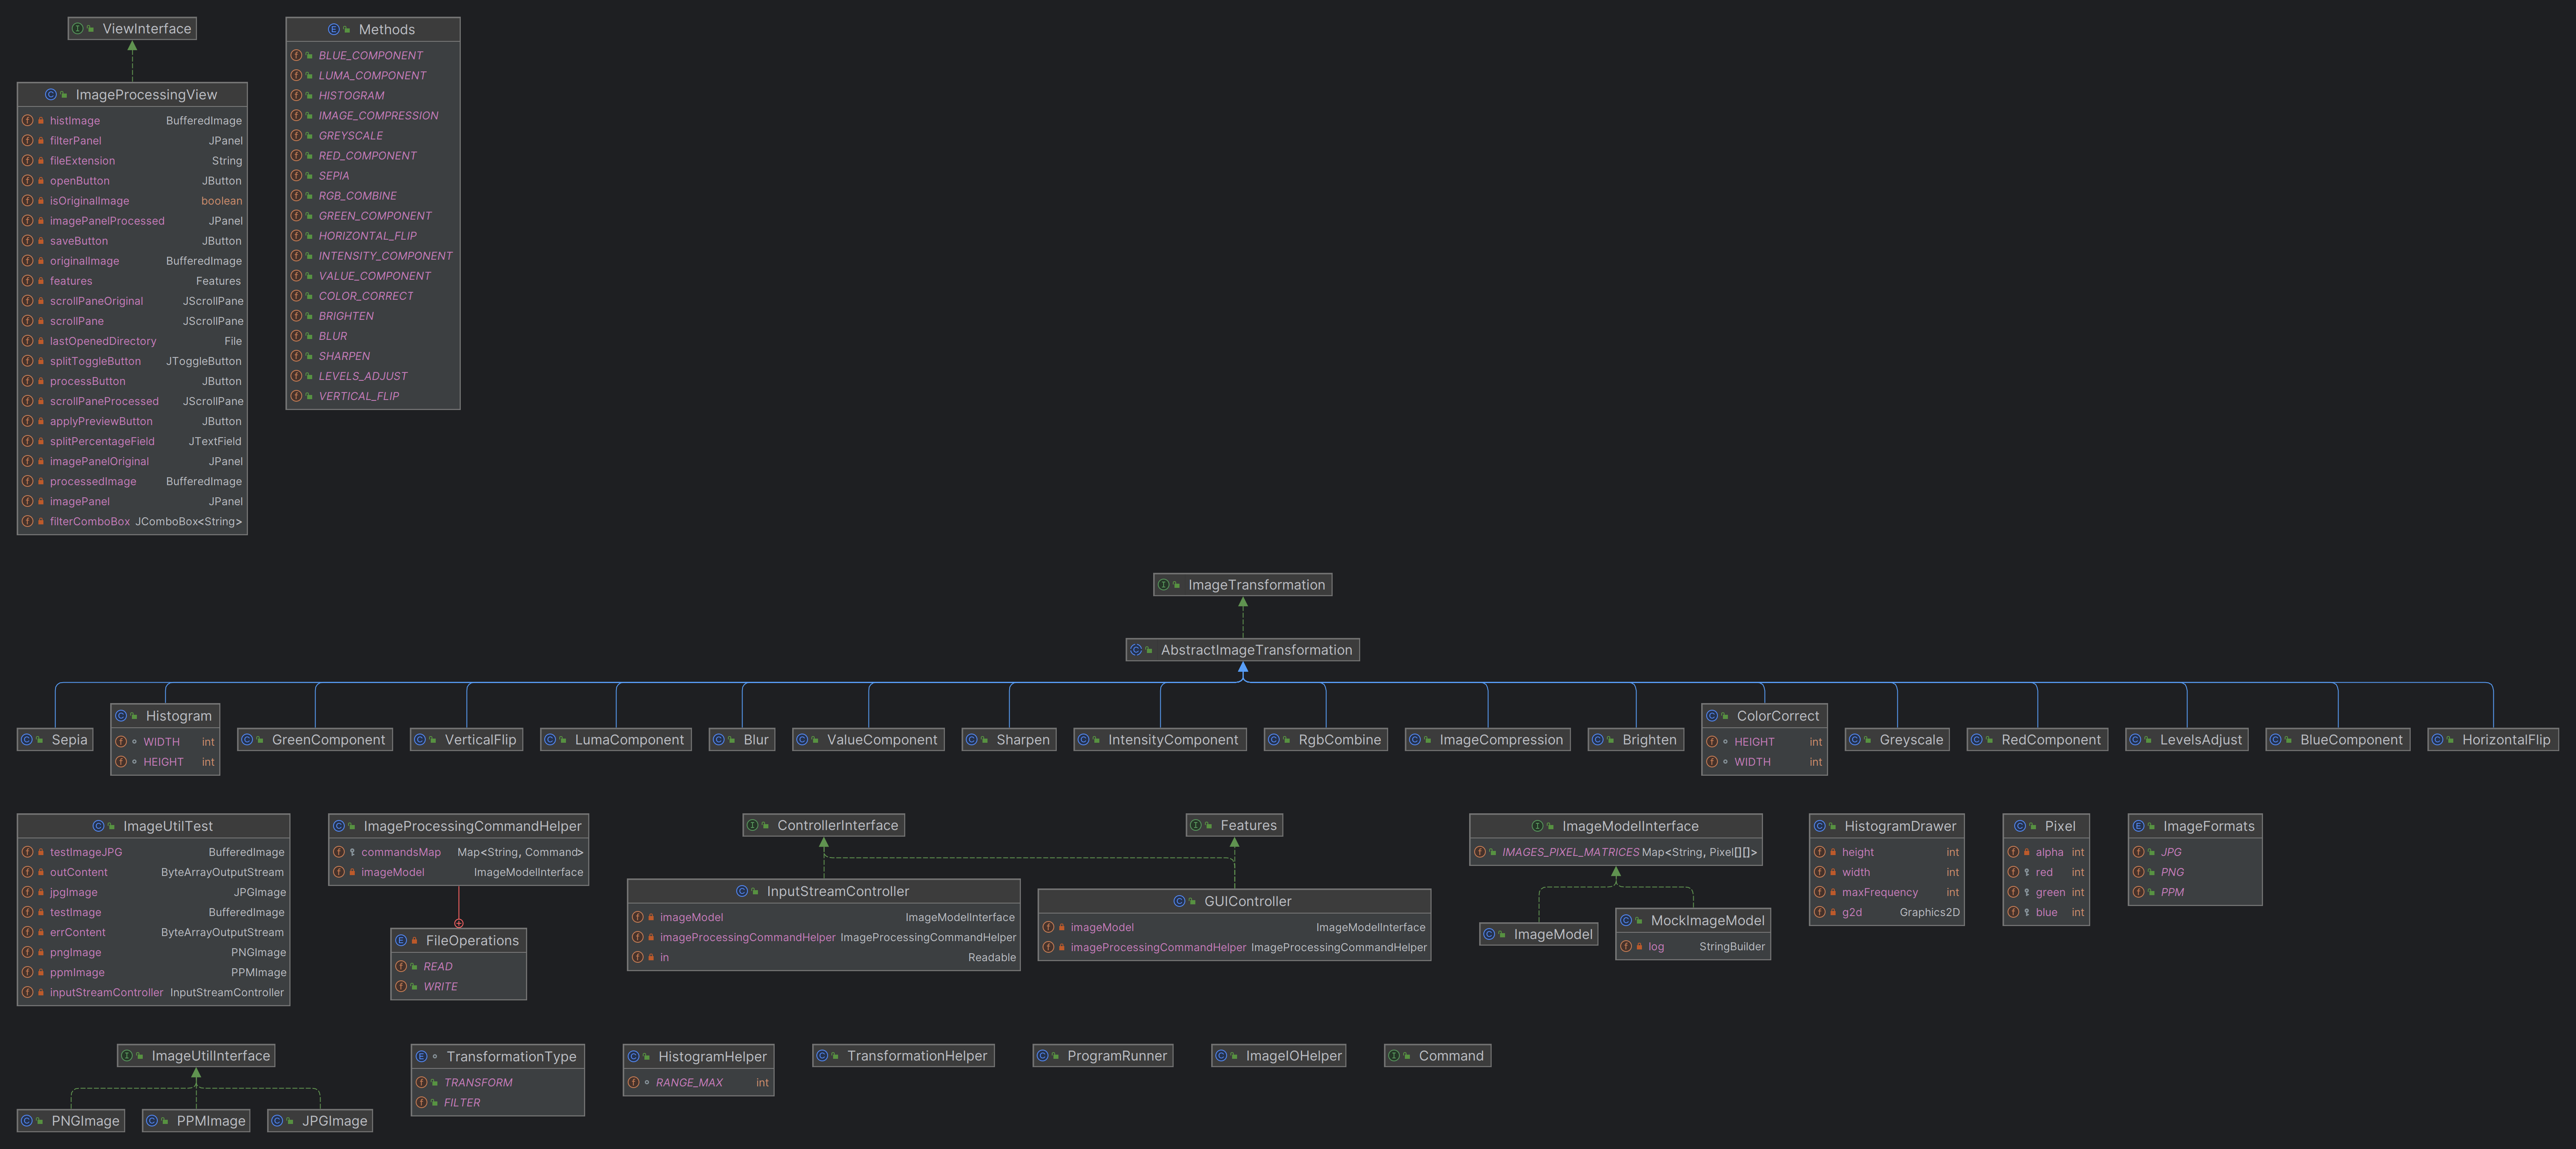 ViewInterface
Methods
BLUE_COMPONENT
LUMA_COMPONENT
HISTOGRAM
IMAGE_COMPRESSION
GREYSCALE
RED_COMPONENT
SEPIA
RGB_COMBINE
GREEN_COMPONENT
HORIZONTAL_FLIP
INTENSITY_COMPONENT
VALUE_COMPONENT
COLOR_CORRECT
BRIGHTEN
BLUR
SHARPEN
LEVELS_ADJUST
VERTICAL_FLIP
ImageProcessingView
histImage BufferedImage
filterPanel JPanel
fileExtension String
openButton JButton
isOriginalImage boolean
imagePanelProcessed JPanel
saveButton JButton
originalImage BufferedImage
features Features
scrollPaneOriginal JScrollPane
scrollPane JScrollPane
lastOpenedDirectory File
splitToggleButton JToggleButton
processButton JButton
scrollPaneProcessed JScrollPane
applyPreviewButton JButton
splitPercentageField JTextField
imagePanelOriginal JPanel
processedImage BufferedImage
imagePanel JPanel
filterComboBox JComboBox<String>
ImageTransformation
AbstractImageTransformation
Sepia
Histogram
WIDTH int
HEIGHT int
GreenComponent
VerticalFlip
LumaComponent
Blur
ValueComponent
Sharpen
IntensityComponent
RgbCombine
ImageCompression
Brighten
ColorCorrect
HEIGHT int
WIDTH int
Greyscale
RedComponent
LevelsAdjust
BlueComponent
HorizontalFlip
ImageUtilTest
testImageJPG BufferedImage
outContent ByteArrayOutputStream
jpgImage JPGImage
testImage BufferedImage
errContent ByteArrayOutputStream
pngImage PNGImage
ppmImage PPMImage
inputStreamController InputStreamController
ImageProcessingCommandHelper
commandsMap Map<String, Command>
imageModel ImageModelInterface
FileOperations
READ
WRITE
ControllerInterface
Features
InputStreamController
imageModel ImageModelInterface
imageProcessingCommandHelper ImageProcessingCommandHelper
in Readable
GUIController
imageModel ImageModelInterface
imageProcessingCommandHelper ImageProcessingCommandHelper
ImageModelInterface
IMAGES_PIXEL_MATRICES Map<String, Pixel[][]>
ImageModel
MockImageModel
log StringBuilder
HistogramDrawer
height int
width int
maxFrequency int
g2d Graphics2D
Pixel
alpha int
red int
green int
blue int
ImageFormats
JPG
PNG
PPM
ImageUtilInterface
PNGImage
PPMImage
JPGImage
TransformationType
TRANSFORM
FILTER
HistogramHelper
RANGE_MAX int
TransformationHelper
ProgramRunner
ImageIOHelper
Command